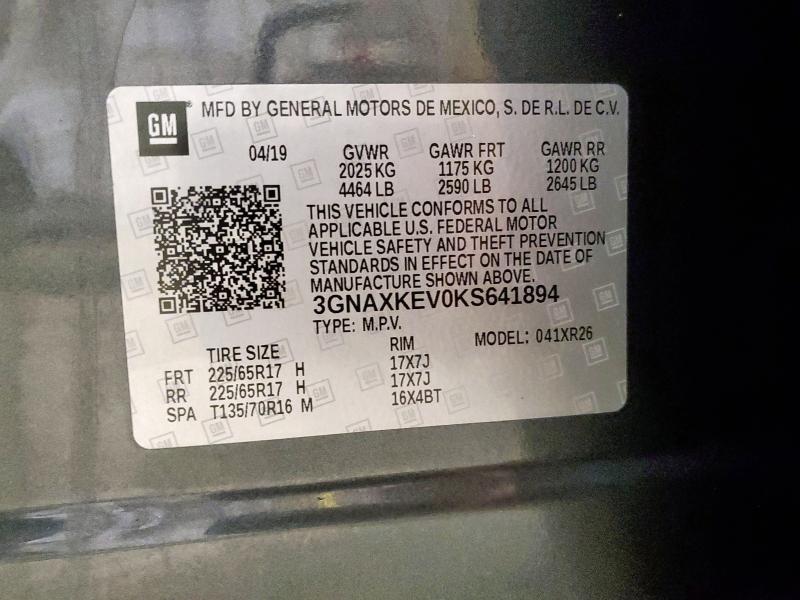 GM MFD BY GENERAL MOTORS DE MEXICO, S. DE R.L. DE C.V.
04/19 GVWR GAWR FRT GAWR RR
2025 KG 1175 KG 1200 KG
4464 LB 2590 LB 2645 LB
THIS VEHICLE CONFORMS TO ALL
APPLICABLE U.S. FEDERAL MOTOR
VEHICLE SAFETY AND THEFT PREVENTION
STANDARDS IN EFFECT ON THE DATE OF
MANUFACTURE SHOWN ABOVE.
3GNAXKEV0KS641894
TYPE: M.P.V. MODEL: 041XR26
TIRE SIZE RIM
FRT 225/65R17 H 17X7J
RR 225/65R17 H 17X7J
SPA T135/70R16 M 16X4BT